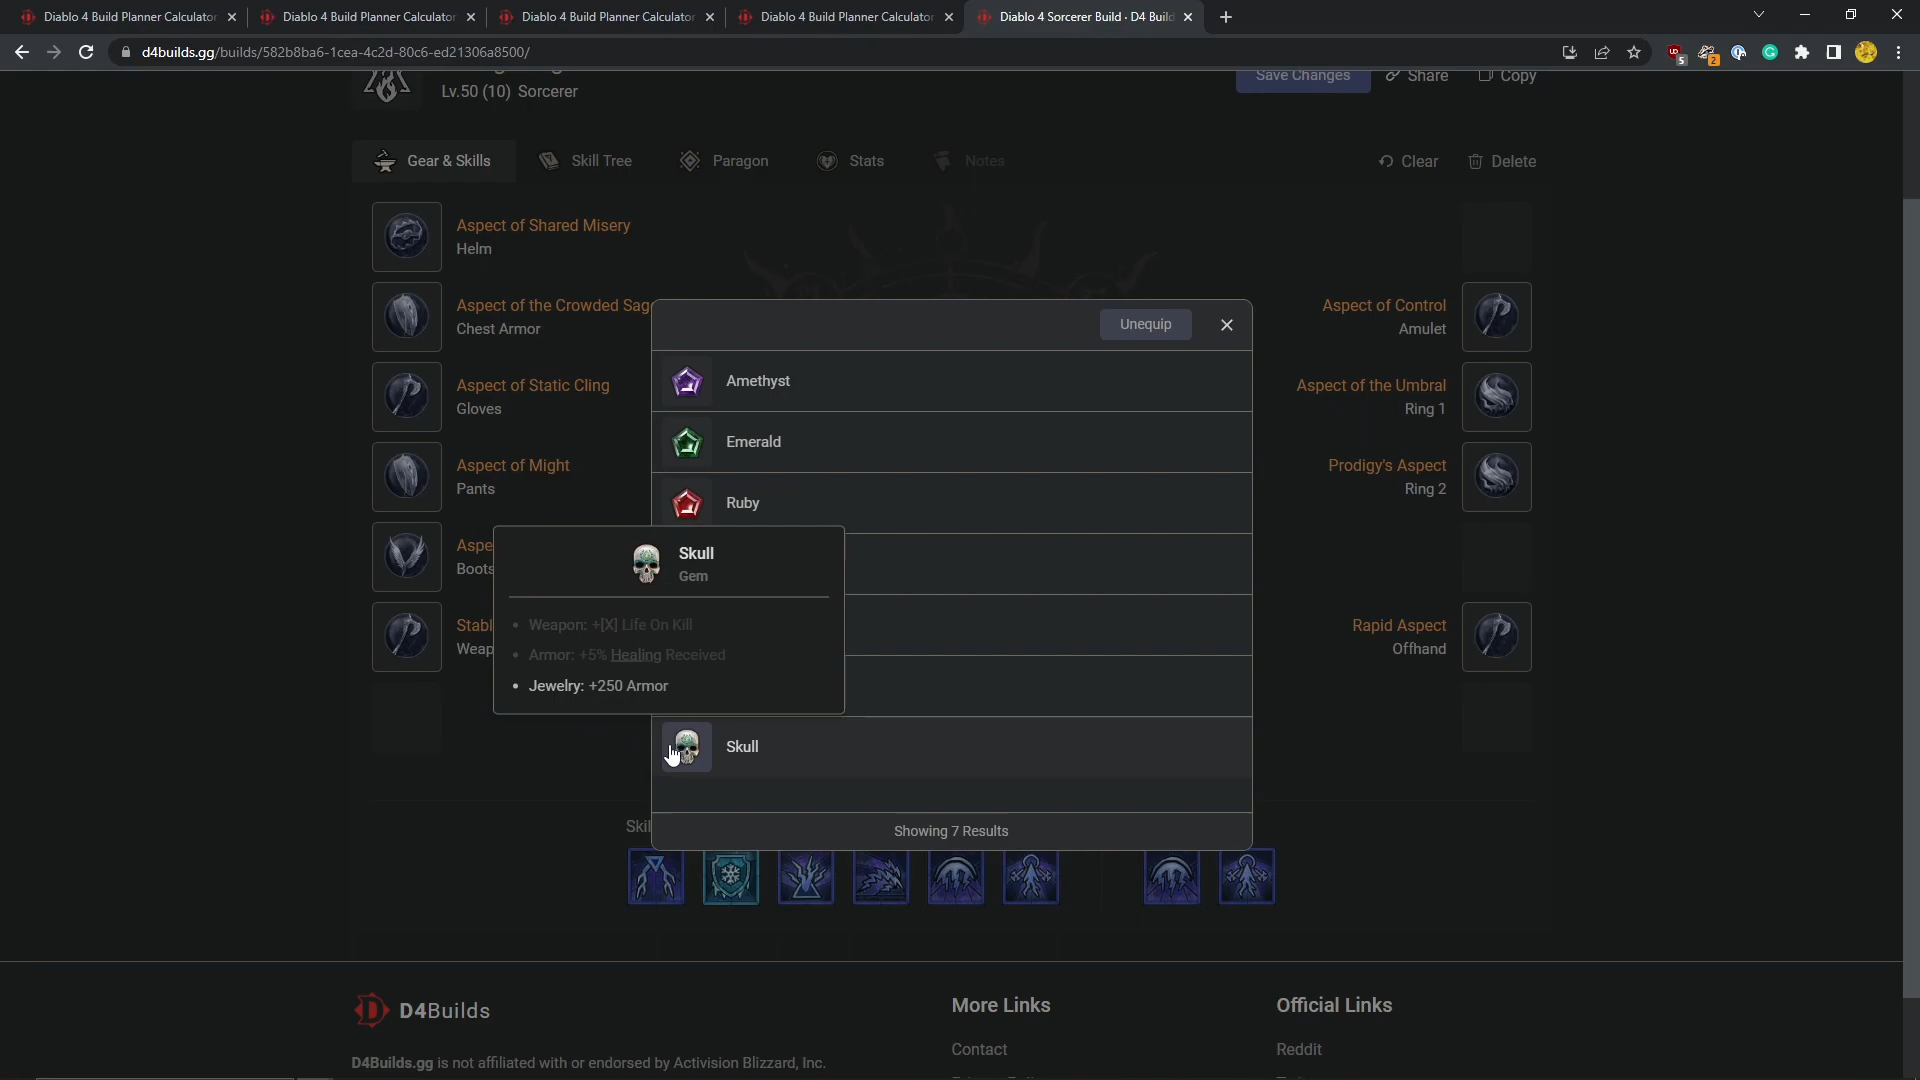 Diablo 4 Build Planner Calculator
Diablo 4 Build Planner Calculator
Diablo 4 Build Planner Calculator
Diablo 4 Build Planner Calculator
Diablo 4 Sorcerer Build · D4 Build
d4builds.gg/builds/582b8ba6-1cea-4c2d-80c6-ed21306a8500/
5
2
Lv.50 (10) Sorcerer
Save Changes
Share
Copy
Gear & Skills
Skill Tree
Paragon
Stats
Notes
Clear
Delete
Aspect of Shared Misery
Helm
Aspect of the Crowded Sag
Chest Armor
Aspect of Static Cling
Gloves
Aspect of Might
Pants
Aspe
Boots
Stabl
Weap
Unequip
Amethyst
Emerald
Ruby
Skull
Gem
Weapon: +[X] Life On Kill
Armor: +5% Healing Received
Jewelry: +250 Armor
Skull
Showing 7 Results
Aspect of Control
Amulet
Aspect of the Umbral
Ring 1
Prodigy's Aspect
Ring 2
Rapid Aspect
Offhand
Skil
D4Builds
D4Builds.gg is not affiliated with or endorsed by Activision Blizzard, Inc.
More Links
Contact
Official Links
Reddit